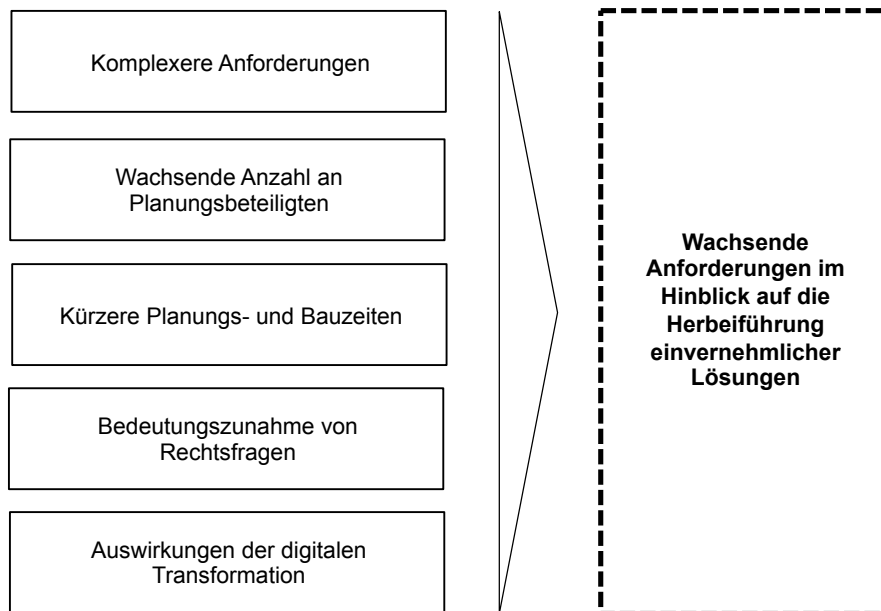 Komplexere Anforderungen
Wachsende Anzahl an
Planungsbeteiligten
Kürzere Planungs- und Bauzeiten
Bedeutungszunahme von
Rechtsfragen
Auswirkungen der digitalen
Transformation
Wachsende
Anforderungen im
Hinblick auf die
Herbeiführung
einvernehmlicher
Lösungen